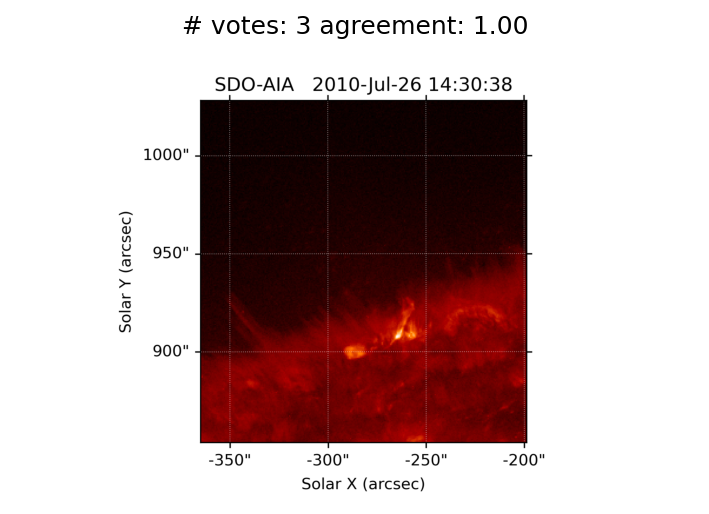 # votes: 3 agreement: 1.00
SDO-AIA   2010-Jul-26 14:30:38
1000"
950"
900"
Solar Y (arcsec)
-350" -300" -250" -200"
Solar X (arcsec)